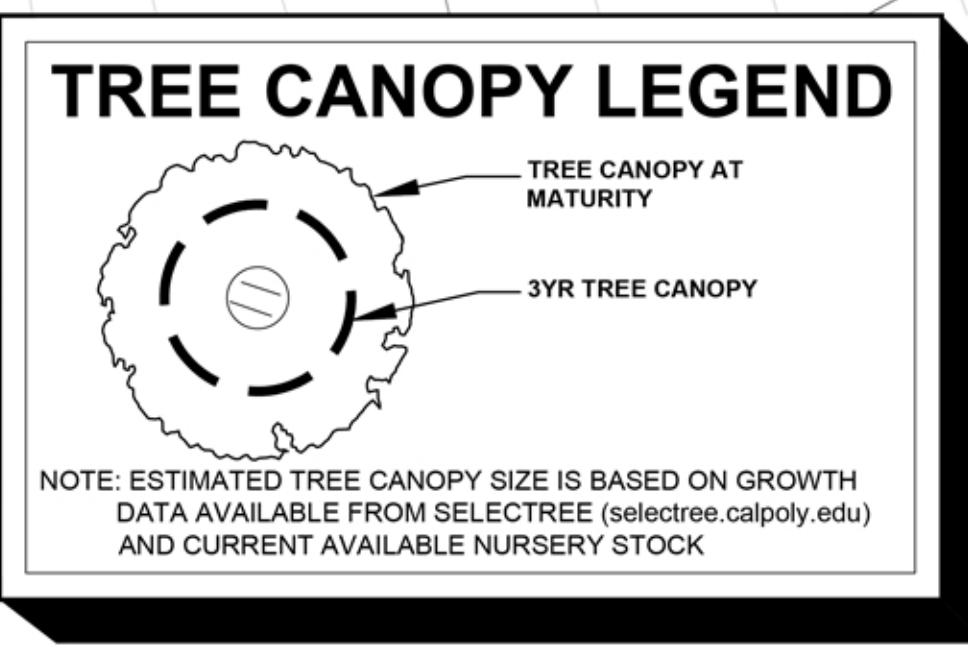 TREE CANOPY LEGEND
TREE CANOPY AT
MATURITY
3YR TREE CANOPY
NOTE: ESTIMATED TREE CANOPY SIZE IS BASED ON GROWTH
DATA AVAILABLE FROM SELECTREE (selectree.calpoly.edu)
AND CURRENT AVAILABLE NURSERY STOCK